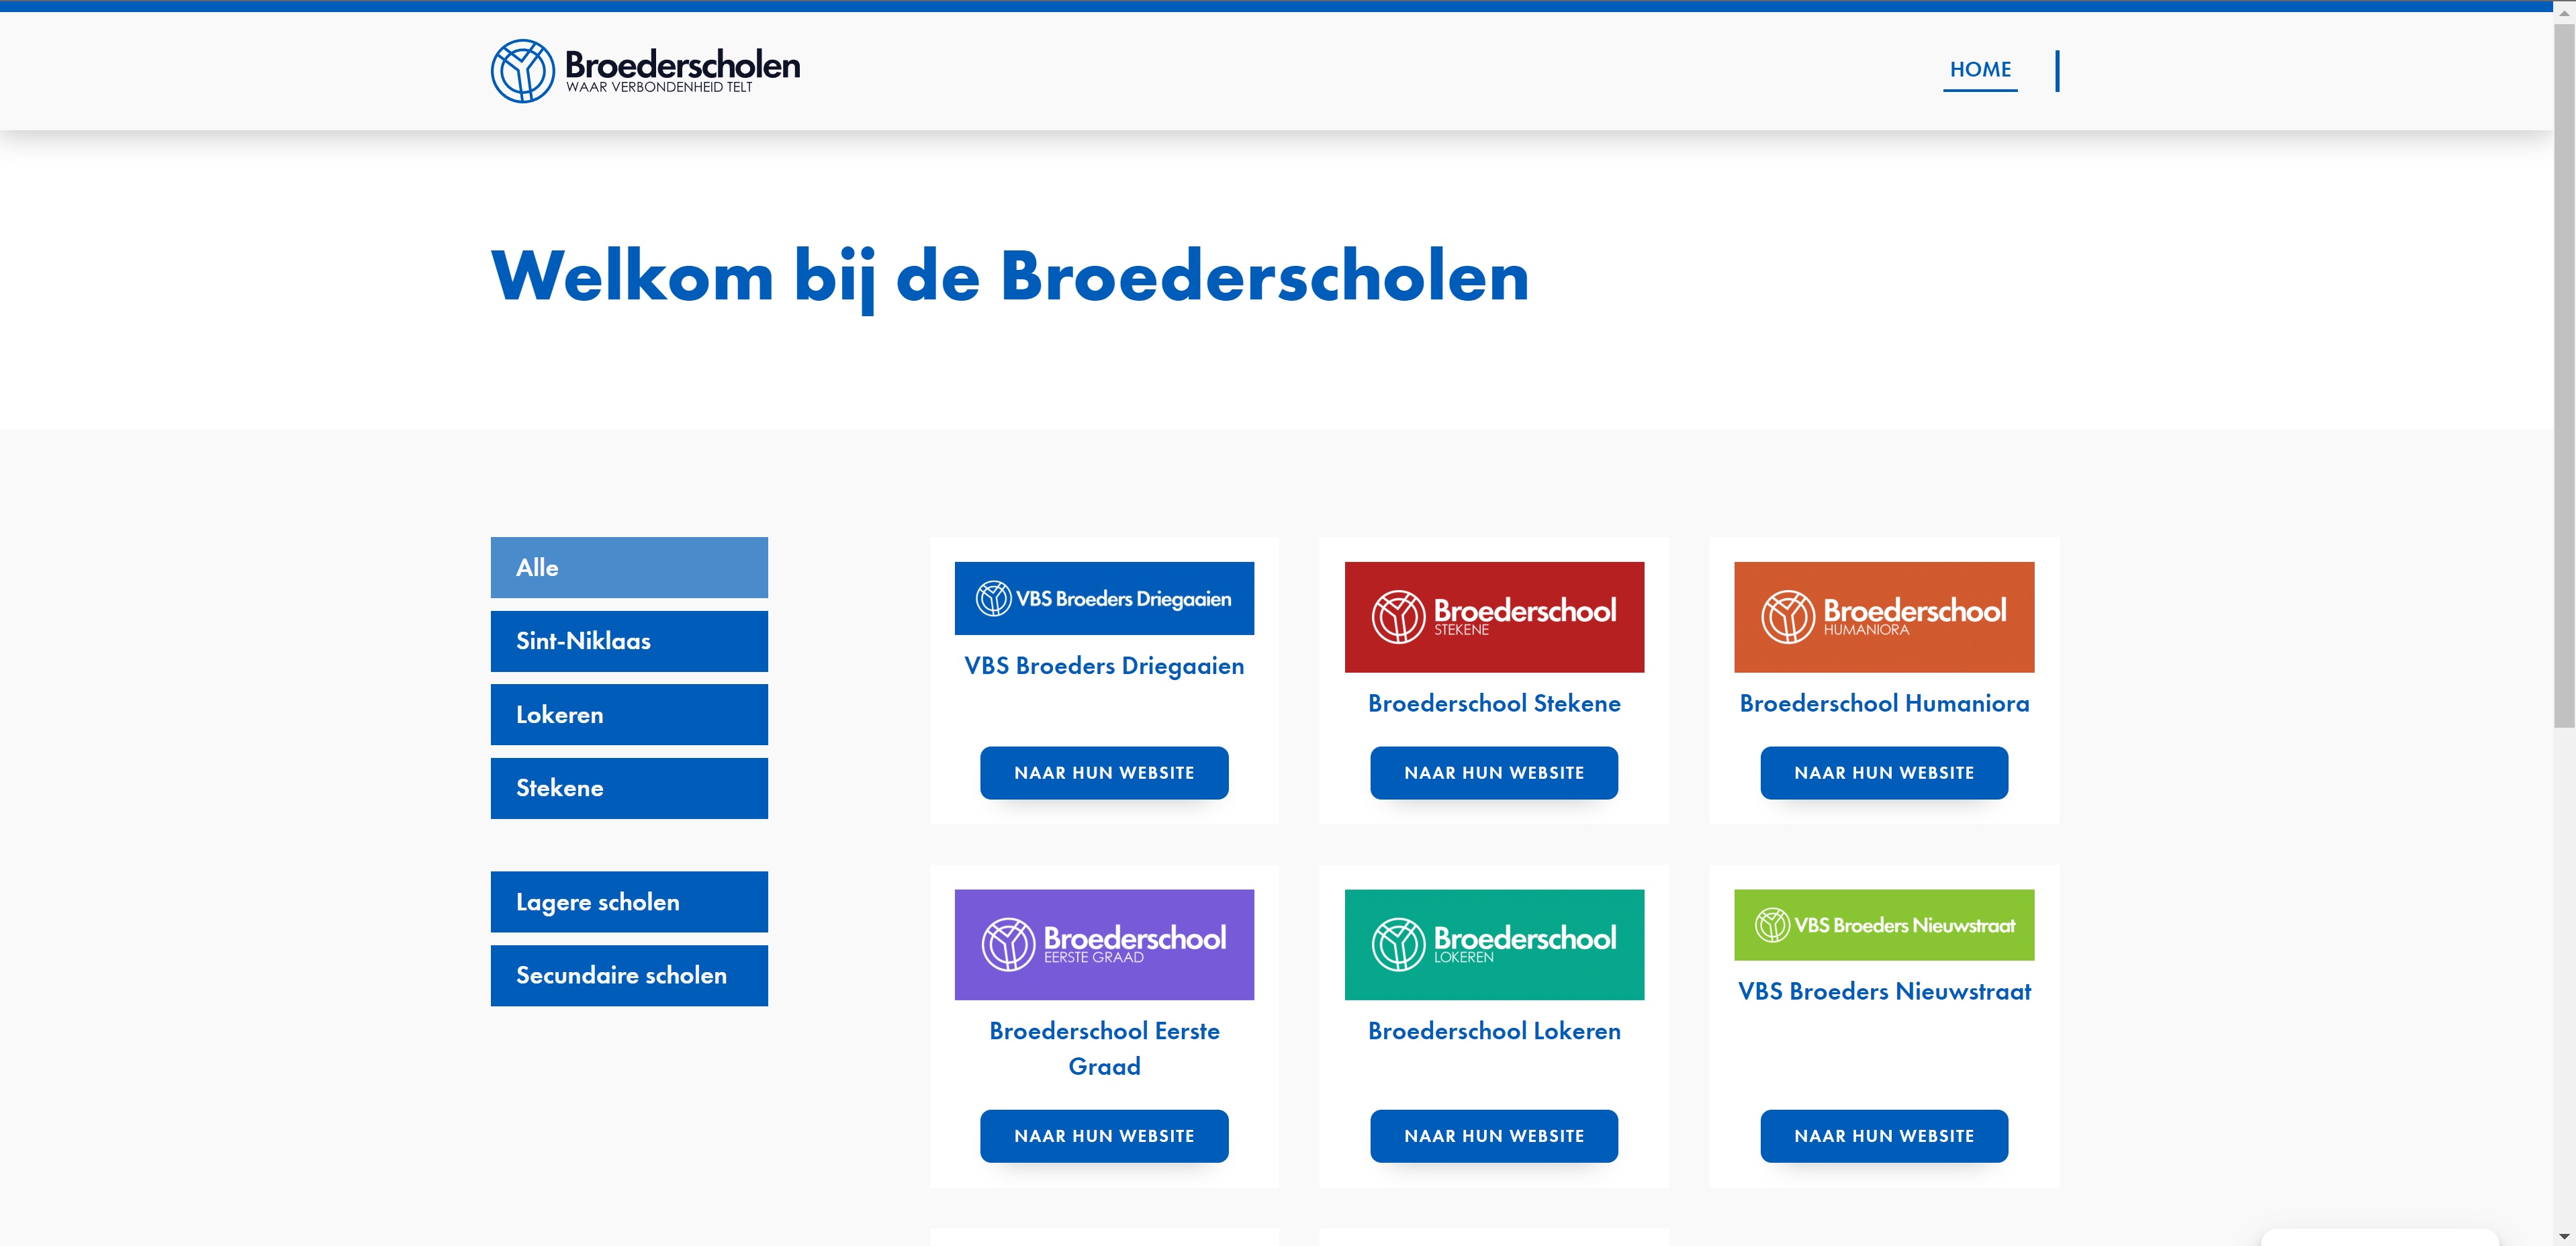 Broederscholen
WAAR VERBONDENHEID TELT
HOME
Welkom bij de Broederscholen
Alle
Sint-Niklaas
Lokeren
Stekene
Lagere scholen
Secundaire scholen
VBS Broeders Driegaaien
VBS Broeders Driegaaien
NAAR HUN WEBSITE
Broederschool
STEKENE
Broederschool Stekene
NAAR HUN WEBSITE
Broederschool
HUMANIORA
Broederschool Humaniora
NAAR HUN WEBSITE
Broederschool
EERSTE GRAAD
Broederschool Eerste
Graad
NAAR HUN WEBSITE
Broederschool
LOKEREN
Broederschool Lokeren
NAAR HUN WEBSITE
VBS Broeders Nieuwstraat
VBS Broeders Nieuwstraat
NAAR HUN WEBSITE